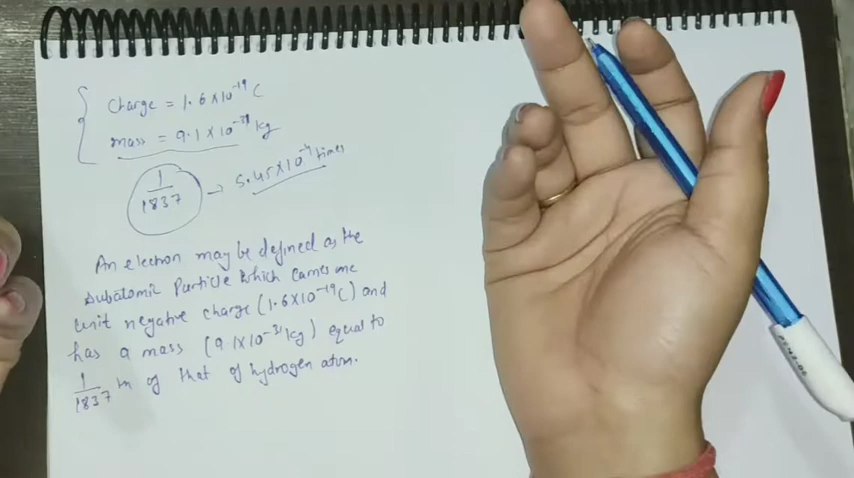 Charge = 1.6×10⁻¹⁹ C
mass = 9.1×10⁻³¹ kg
1/1837 → 5.45×10⁻⁴ times
An electron may be defined as the
subatomic Particle which carries one
unit negative charge (1.6×10⁻¹⁹C) and
has a mass (9.1×10⁻³¹kg) equal to
1/1837 th of that of hydrogen atom.